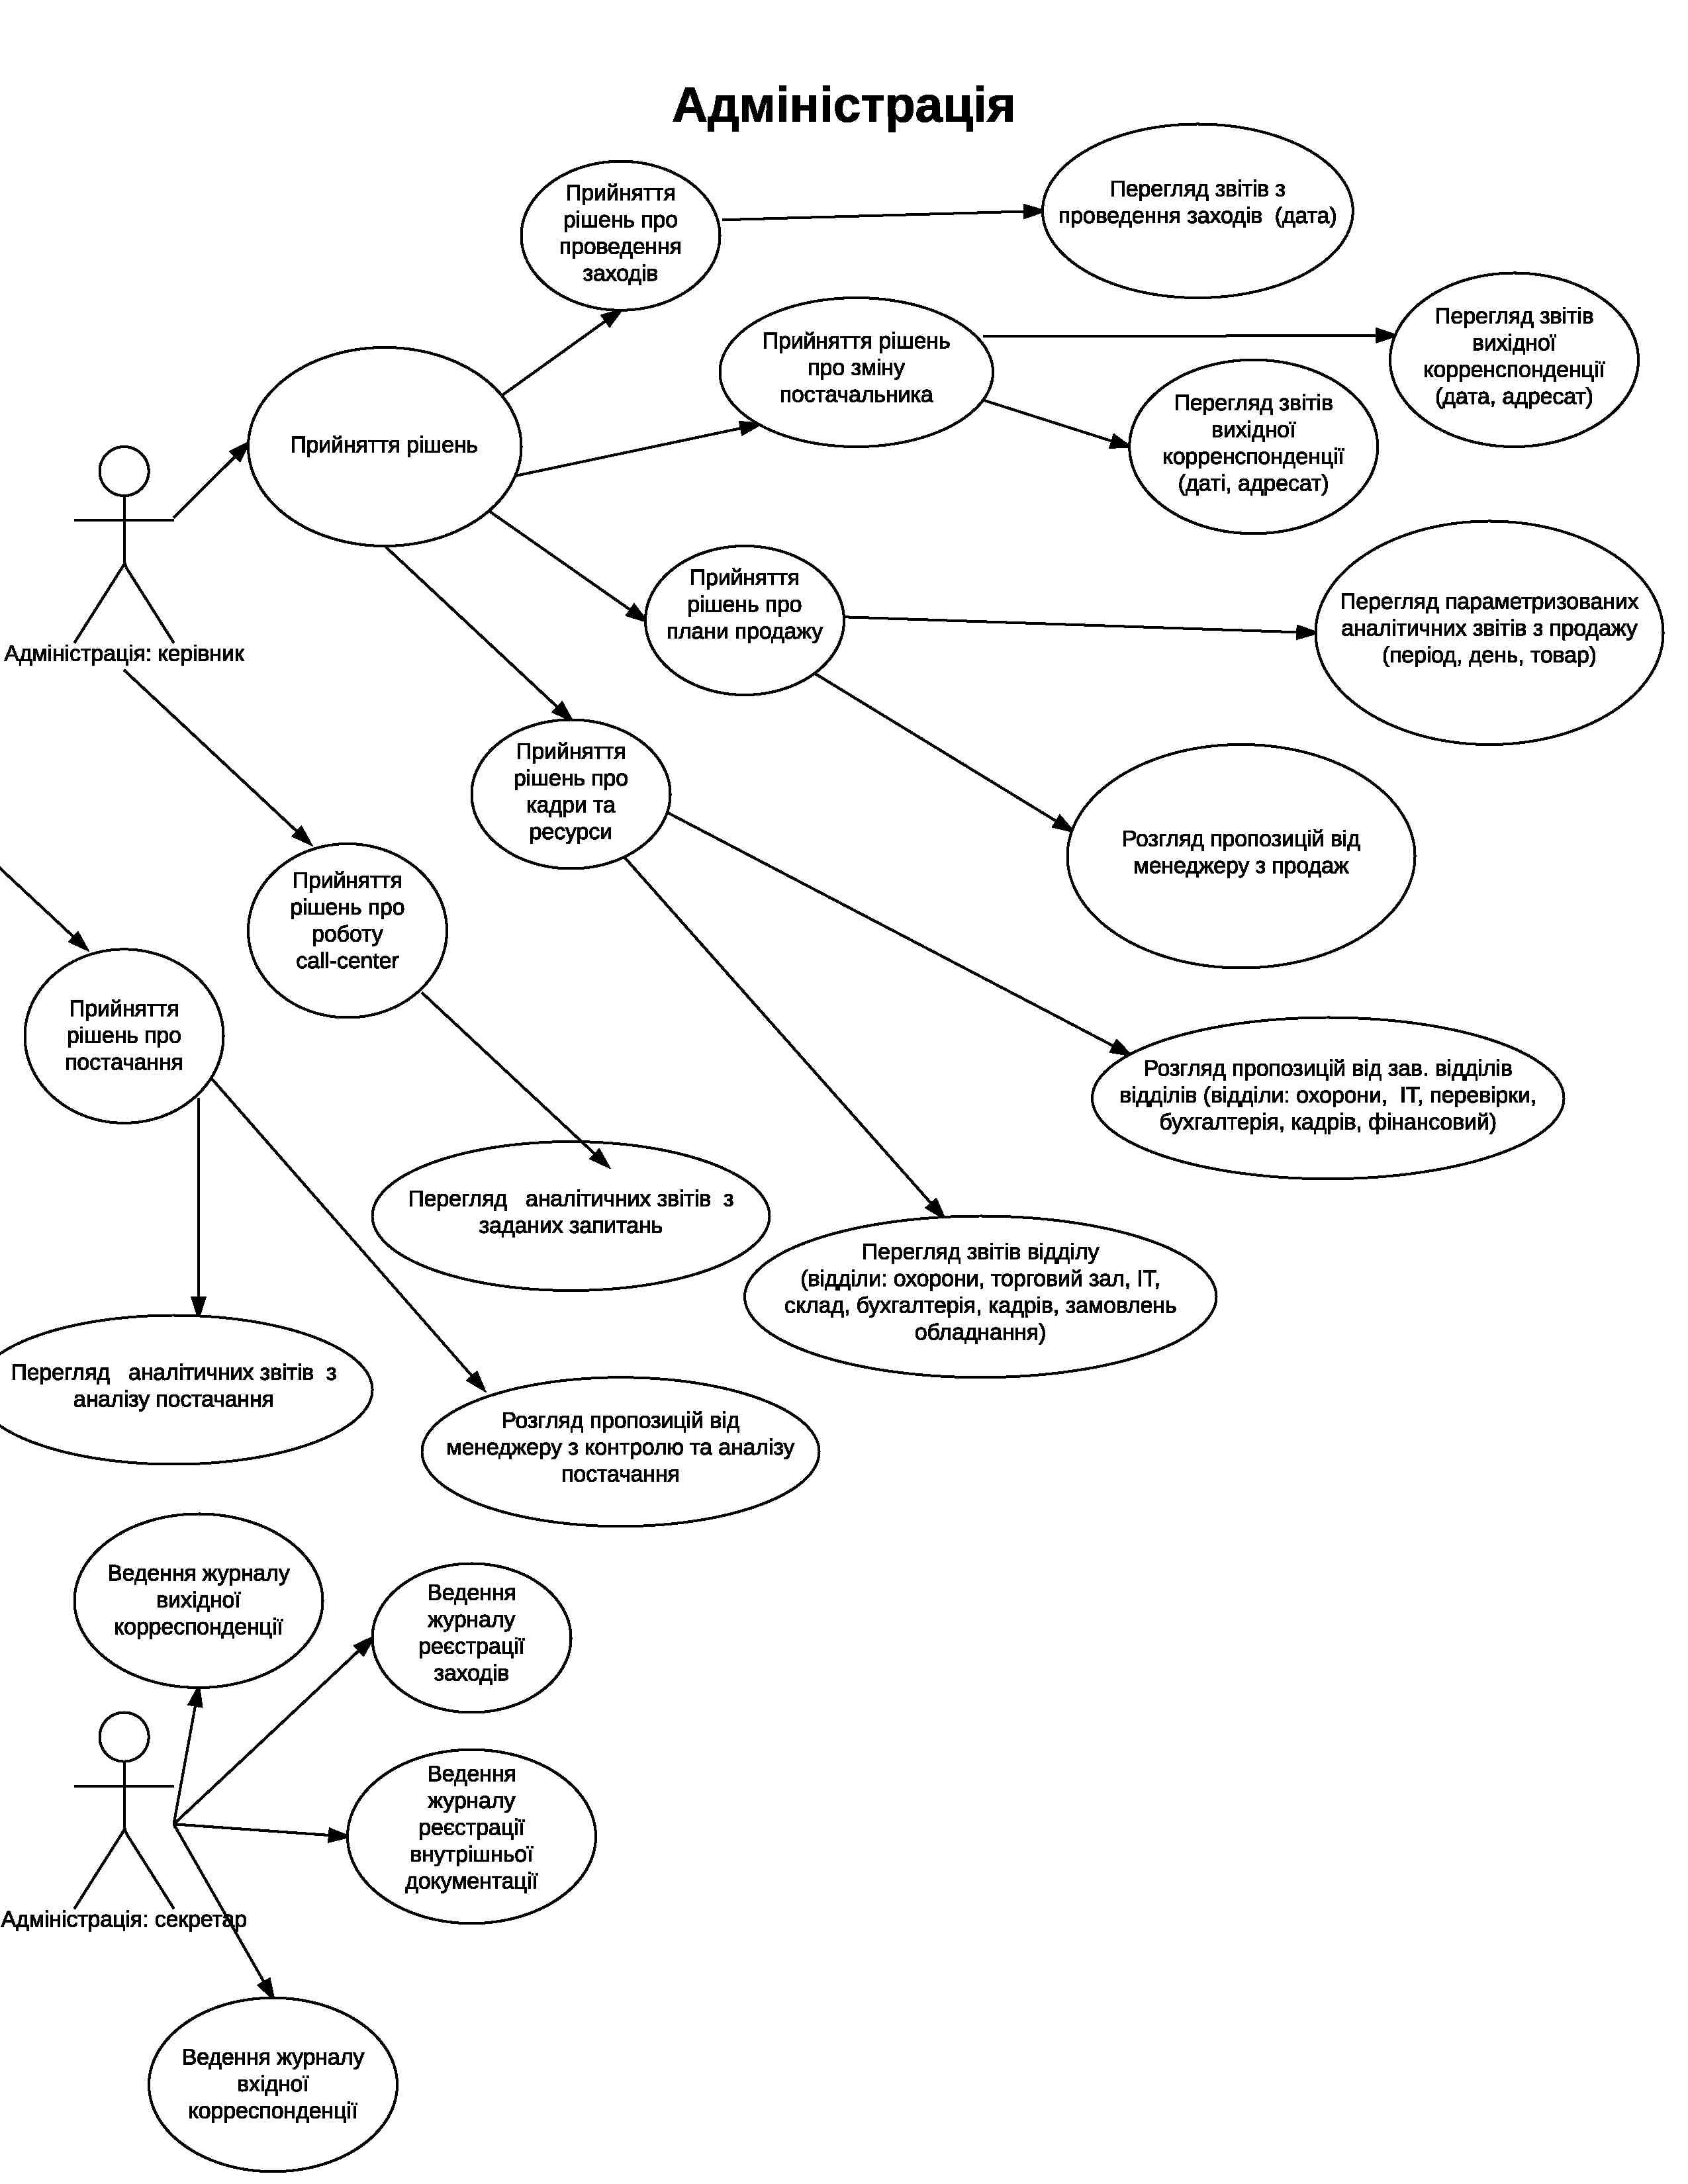 Адміністрація
Прийняття
рішень про
проведення
заходів
Перегляд звітів з
проведення заходів  (дата)
Прийняття рішень
про зміну
постачальника
Перегляд звітів
вихідної
корренспонденції
(дата, адресат)
Перегляд звітів
вихідної
корренспонденції
(даті, адресат)
Прийняття рішень
Адміністрація: керівник
Прийняття
рішень про
плани продажу
Перегляд параметризованих
аналітичних звітів з продажу
(період, день, товар)
Прийняття
рішень про
кадри та
ресурси
Розгляд пропозицій від
менеджеру з продаж
Прийняття
рішень про
роботу
call-center
Прийняття
рішень про
постачання
Розгляд пропозицій від зав. відділів
відділів (відділи: охорони,  ІТ, перевірки,
бухгалтерія, кадрів, фінансовий)
Перегляд   аналітичних звітів  з
заданих запитань
Перегляд звітів відділу
(відділи: охорони, торговий зал, ІТ,
склад, бухгалтерія, кадрів, замовлень
обладнання)
Перегляд   аналітичних звітів  з
аналізу постачання
Розгляд пропозицій від
менеджеру з контролю та аналізу
постачання
Ведення журналу
вихідної
корреспонденції
Ведення
журналу
реєстрації
заходів
Ведення
журналу
реєстрації
внутрішньої
документації
Адміністрація: секретар
Ведення журналу
вхідної
корреспонденції